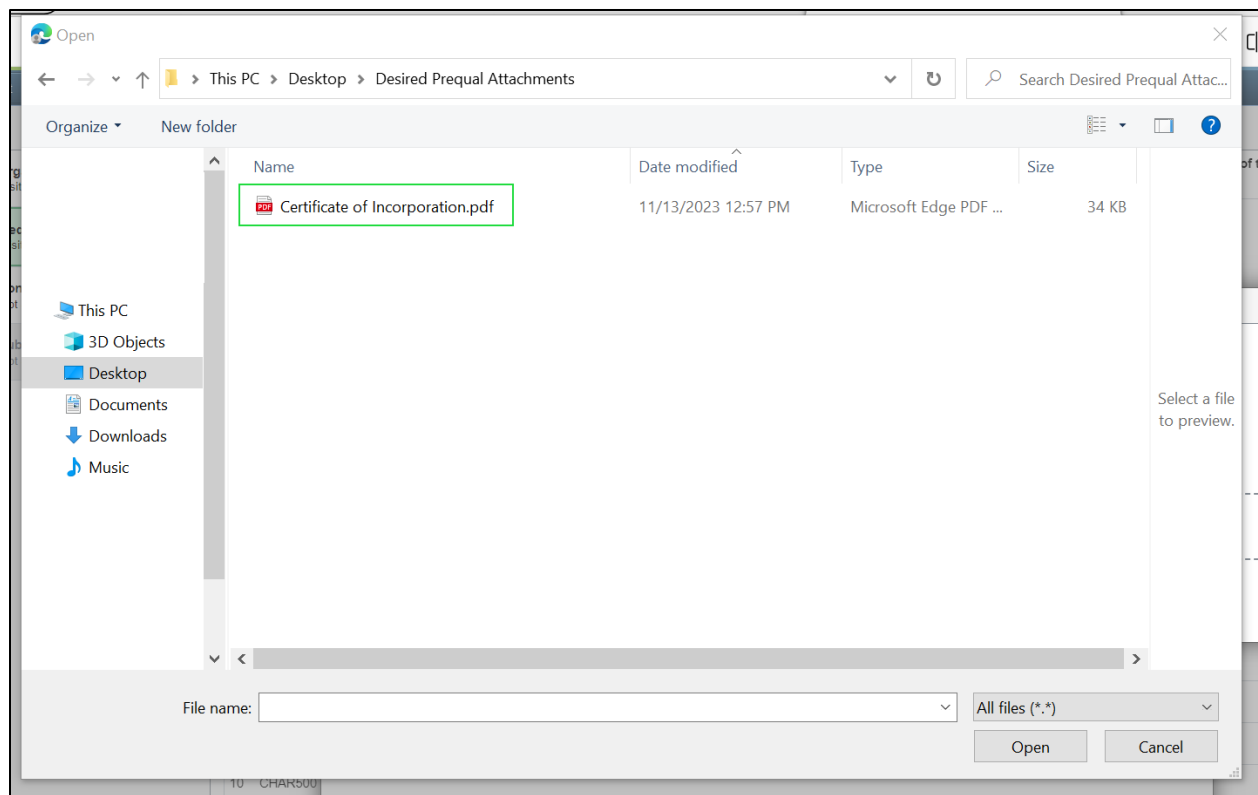 Open
This PC > Desktop > Desired Prequal Attachments
Search Desired Prequal Attac...
Organize
New folder
?
Name
Date modified
Type
Size
PDF
Certificate of Incorporation.pdf
11/13/2023 12:57 PM
Microsoft Edge PDF ...
34 KB
This PC
3D Objects
Desktop
Documents
Downloads
Music
Select a file
to preview.
File name:
All files (*.*)
Open
Cancel
10 CHAR500